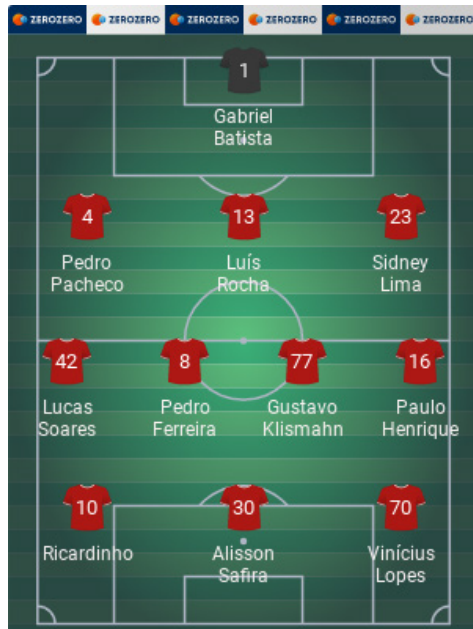 ZEROZERO ZEROZERO ZEROZERO ZEROZERO ZEROZERO ZEROZERO
1
Gabriel
Batista
4 13 23
Pedro Luís Sidney
Pacheco Rocha Lima
42 8 77 16
Lucas Pedro Gustavo Paulo
Soares Ferreira Klismahn Henrique
10 30 70
Ricardinho Alisson Vinícius
Safira Lopes